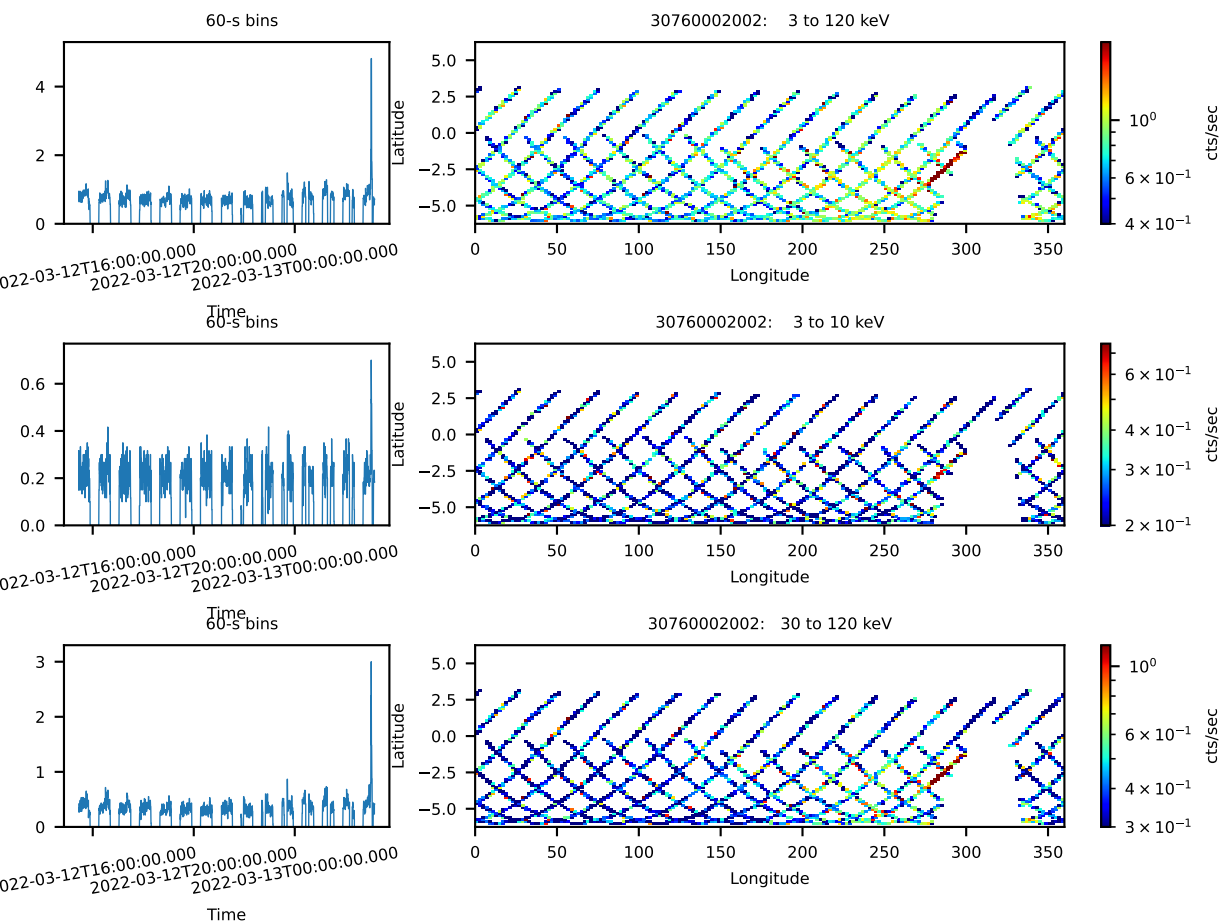 60-s bins
30760002002: 3 to 120 keV
4
2
0
022-03-12T16:00:00.000
2022-03-12T20:00:00.000
2022-03-13T00:00:00.000
Time
Latitude
5.0
2.5
0.0
−2.5
−5.0
0 50 100 150 200 250 300 350
Longitude
10⁰
6 × 10⁻¹
4 × 10⁻¹
cts/sec
60-s bins
30760002002: 3 to 10 keV
0.6
0.4
0.2
0.0
022-03-12T16:00:00.000
2022-03-12T20:00:00.000
2022-03-13T00:00:00.000
Time
Latitude
5.0
2.5
0.0
−2.5
−5.0
0 50 100 150 200 250 300 350
Longitude
6 × 10⁻¹
4 × 10⁻¹
3 × 10⁻¹
2 × 10⁻¹
cts/sec
60-s bins
30760002002: 30 to 120 keV
3
2
1
0
022-03-12T16:00:00.000
2022-03-12T20:00:00.000
2022-03-13T00:00:00.000
Time
Latitude
5.0
2.5
0.0
−2.5
−5.0
0 50 100 150 200 250 300 350
Longitude
10⁰
6 × 10⁻¹
4 × 10⁻¹
3 × 10⁻¹
cts/sec